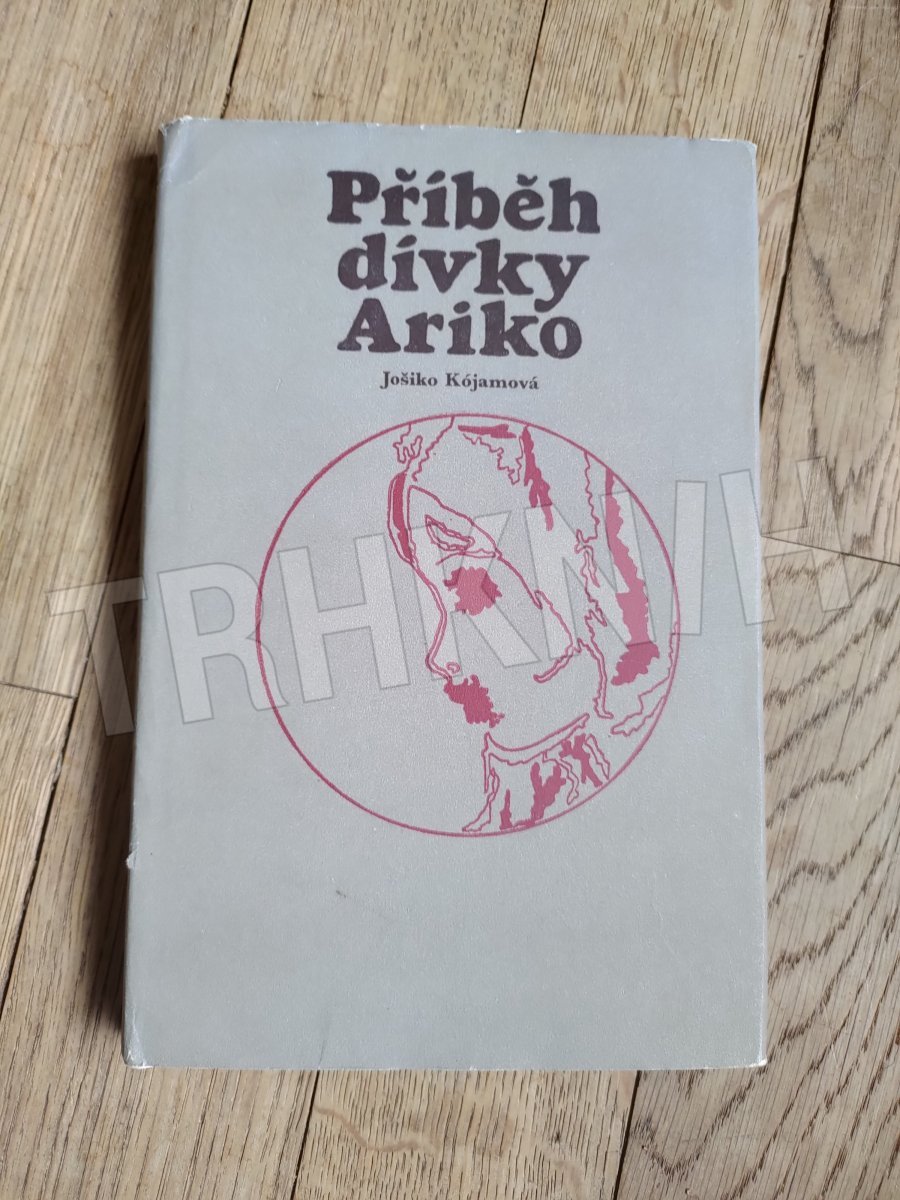 Příběh
dívky
Ariko
Jošiko Kójamová
TRHKNIH